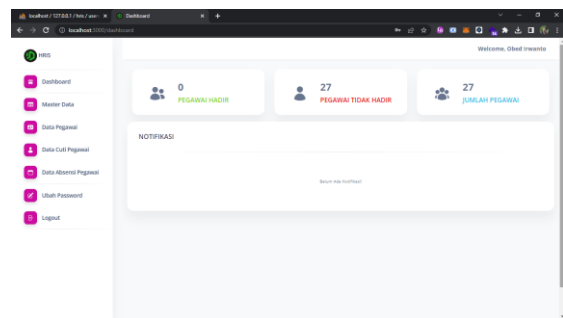 localhost / 127.0.0.1 / hris / user
Dashboard
localhost:3000/dashboard
HRIS
Welcome, Obed Irwanto
Dashboard
Master Data
Data Pegawai
Data Cuti Pegawai
Data Absensi Pegawai
Ubah Password
Logout
0
PEGAWAI HADIR
27
PEGAWAI TIDAK HADIR
27
JUMLAH PEGAWAI
NOTIFIKASI
Belum Ada Notifikasi